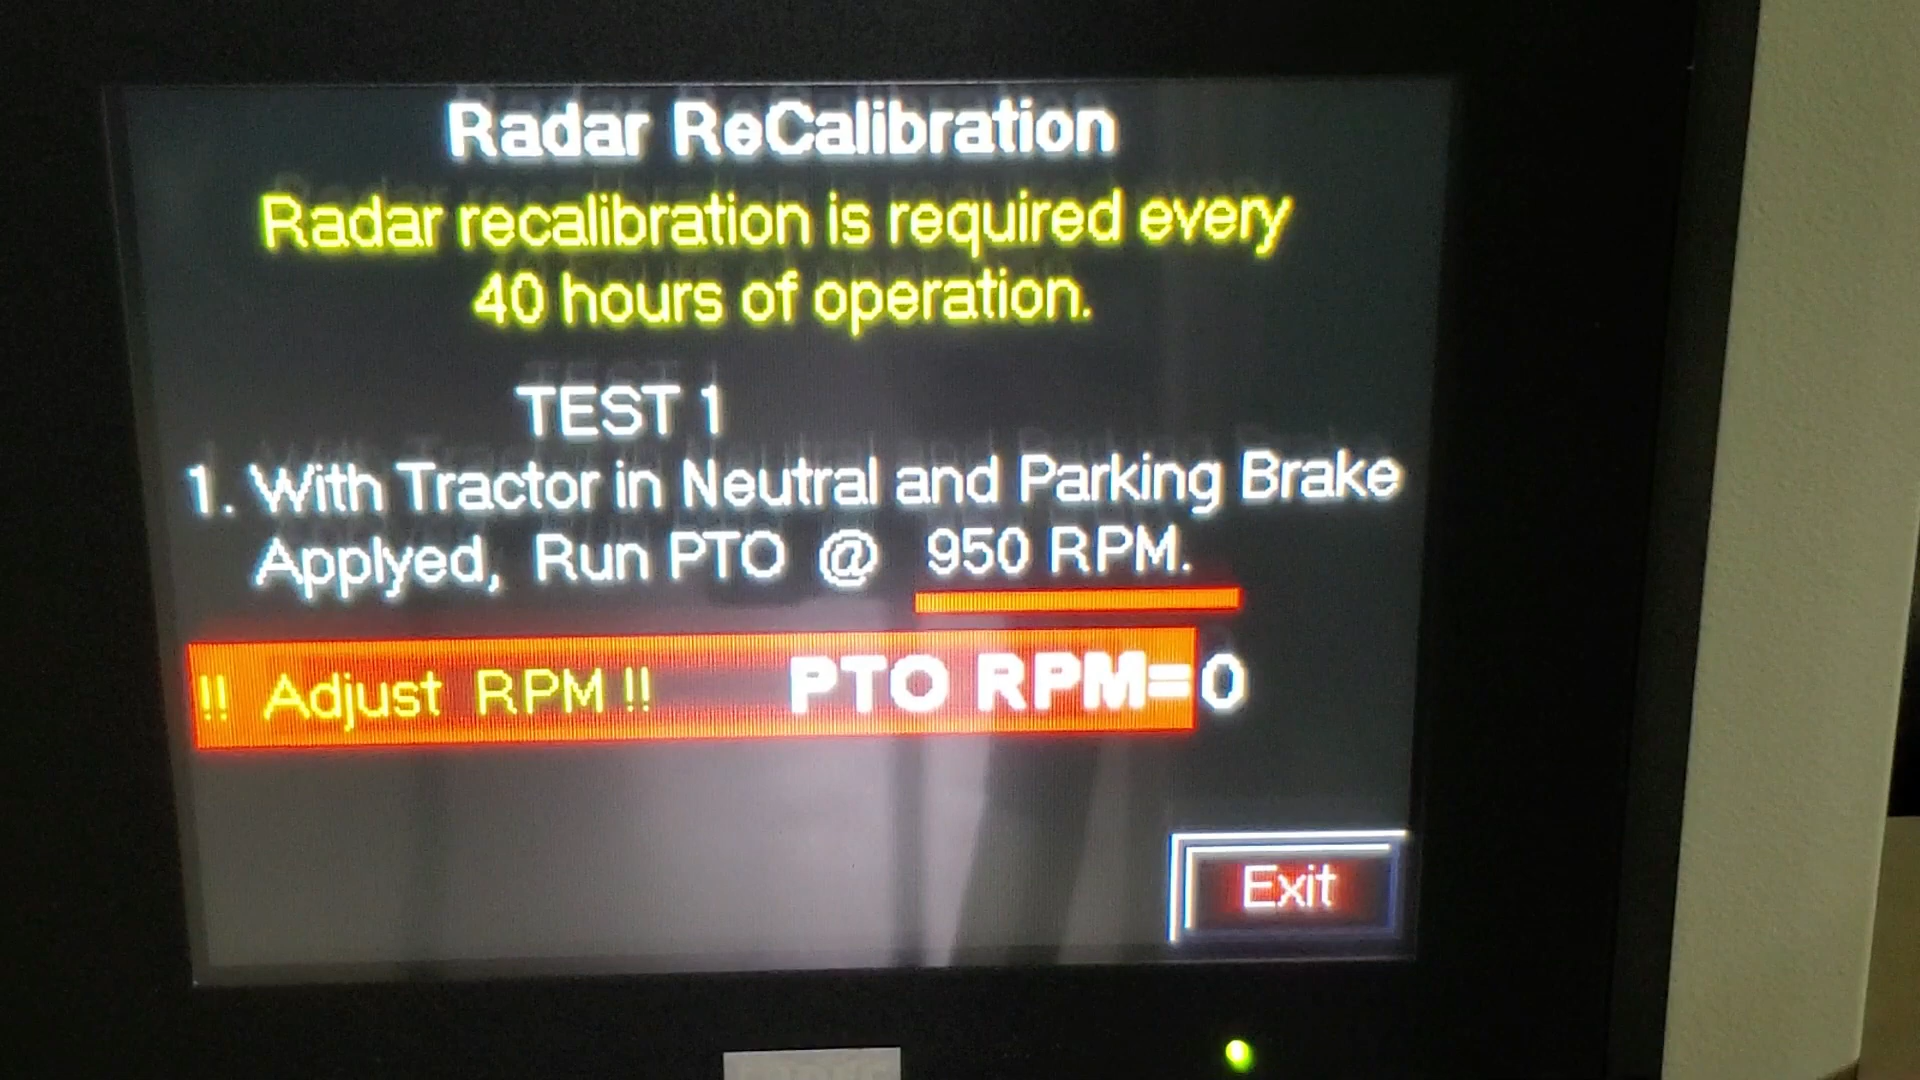 Radar ReCalibration
Radar recalibration is required every
40 hours of operation.
TEST 1
1. With Tractor in Neutral and Parking Brake
Applyed, Run PTO @ 950 RPM.
!! Adjust RPM !! PTO RPM=0
Exit